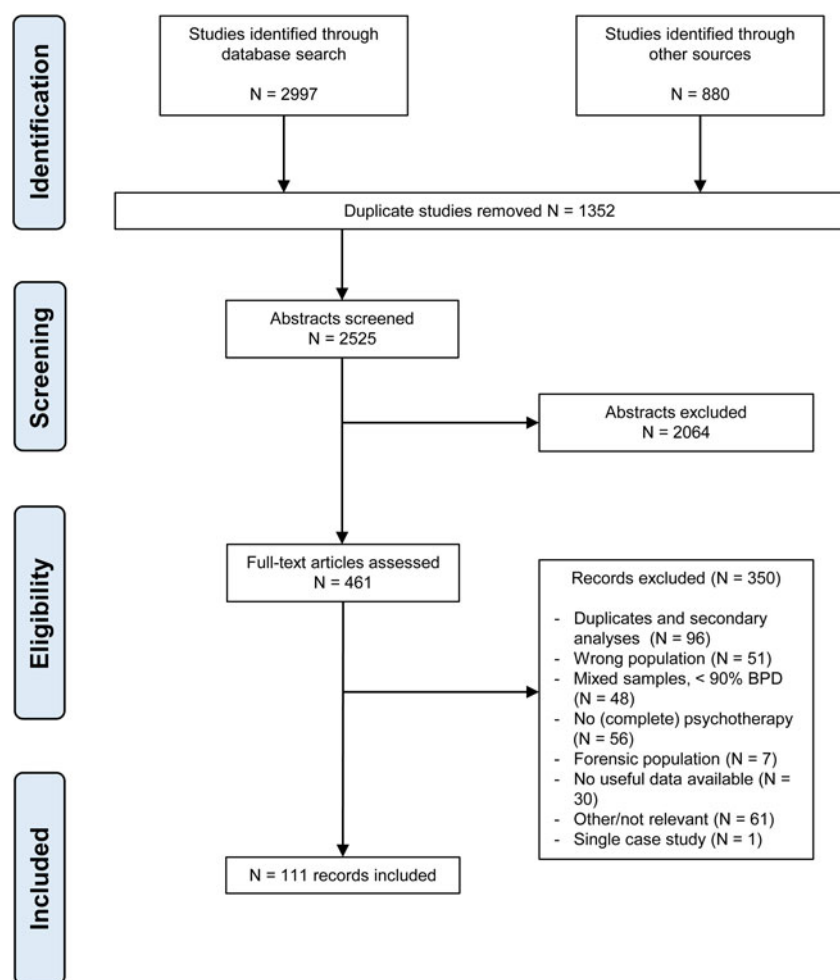 Identification
Studies identified through
database search
N = 2997
Studies identified through
other sources
N = 880
Duplicate studies removed N = 1352
Screening
Abstracts screened
N = 2525
Abstracts excluded
N = 2064
Eligibility
Full-text articles assessed
N = 461
Records excluded (N = 350)
- Duplicates and secondary
analyses (N = 96)
- Wrong population (N = 51)
- Mixed samples, < 90% BPD
(N = 48)
- No (complete) psychotherapy
(N = 56)
- Forensic population (N = 7)
- No useful data available (N =
30)
- Other/not relevant (N = 61)
- Single case study (N = 1)
Included
N = 111 records included